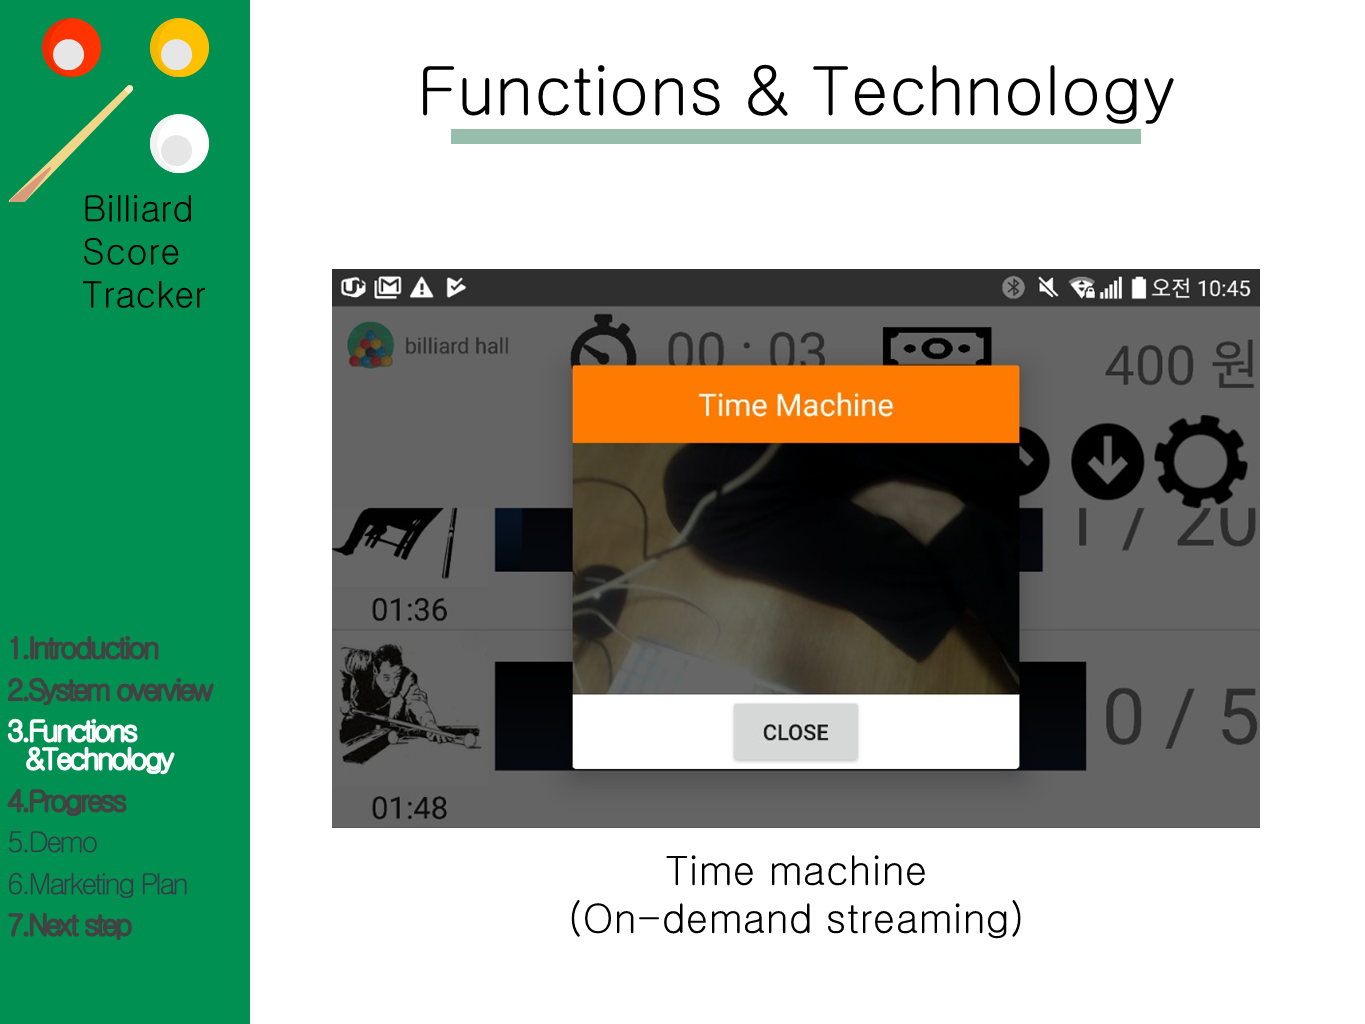 Billiard
Score
Tracker
1.Introduction
2.System overview
3.Functions
&Technology
4.Progress
5.Demo
6.Marketing Plan
7.Next step
Functions & Technology
오전 10:45
billiard hall
00 : 03
400 원
Time Machine
1 / 20
01:36
0 / 5
CLOSE
01:48
Time machine
(On-demand streaming)